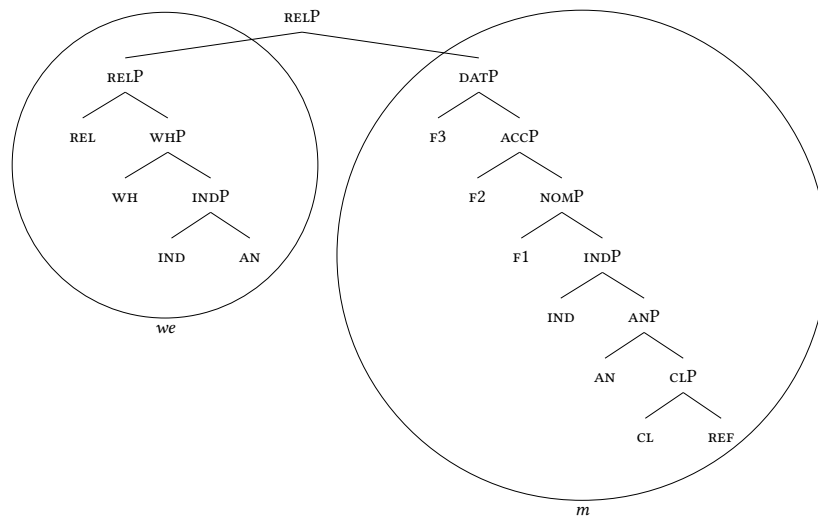 RELP
RELP DATP
REL WHP F3 ACCP
WH INDP F2 NOMP
IND AN F1 INDP
we IND ANP
AN CLP
CL REF
m